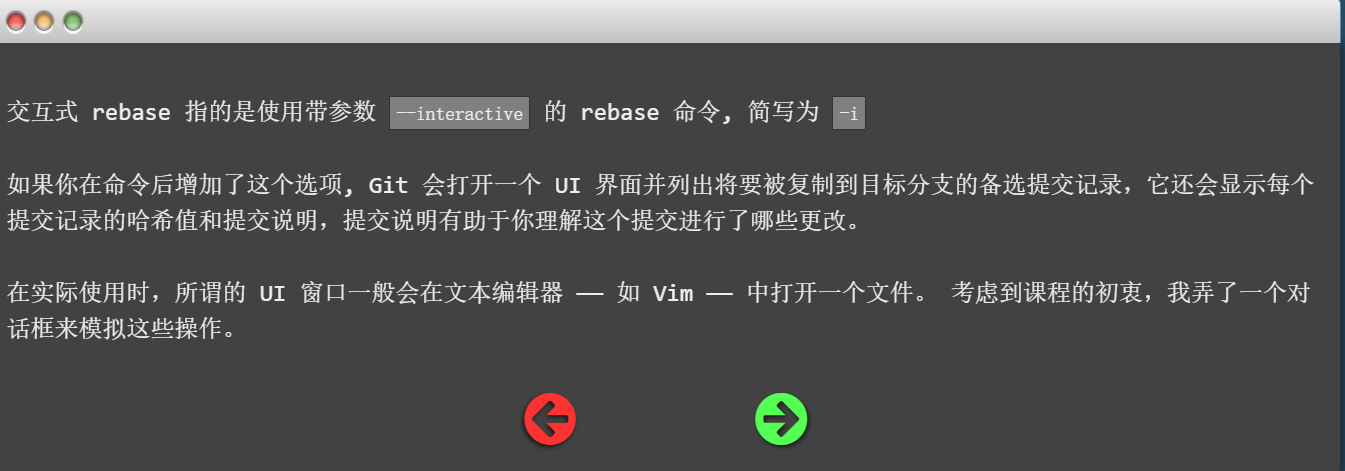 交互式 rebase 指的是使用带参数 --interactive 的 rebase 命令, 简写为 -i
如果你在命令后增加了这个选项, Git 会打开一个 UI 界面并列出将要被复制到目标分支的备选提交记录，它还会显示每个
提交记录的哈希值和提交说明，提交说明有助于你理解这个提交进行了哪些更改。
在实际使用时，所谓的 UI 窗口一般会在文本编辑器 —— 如 Vim —— 中打开一个文件。 考虑到课程的初衷，我弄了一个对
话框来模拟这些操作。